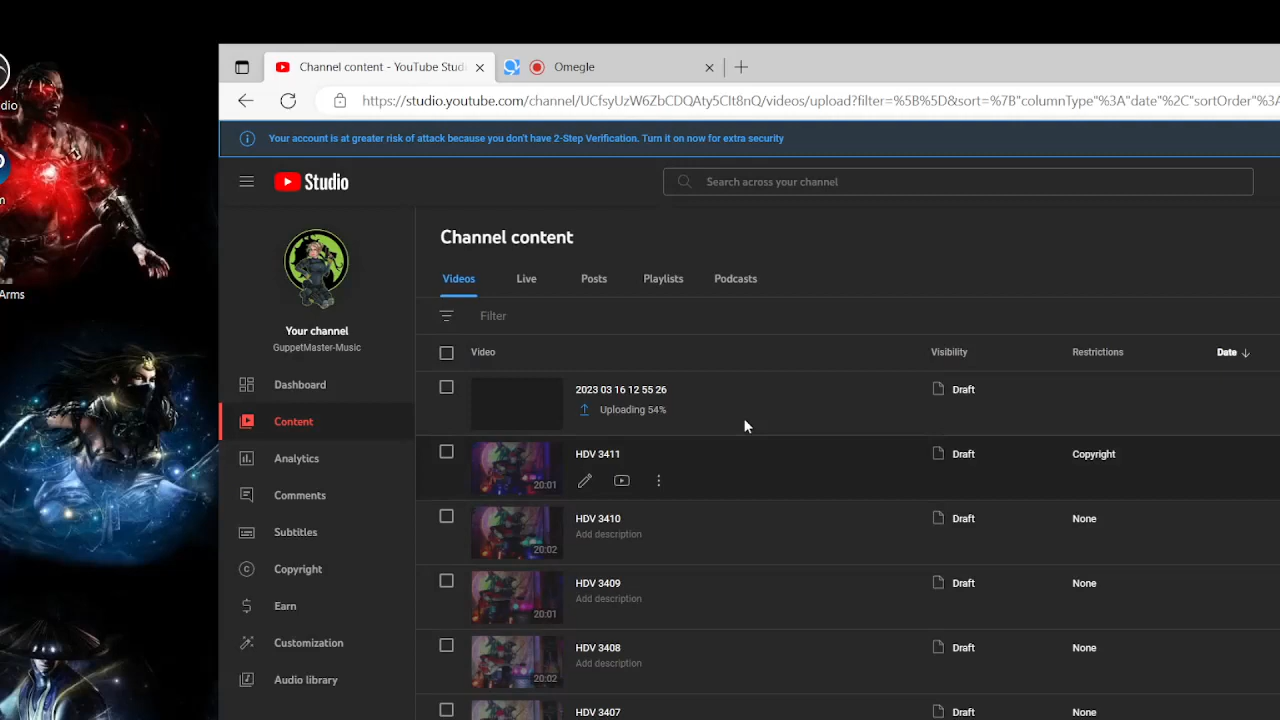 dio
m
Arms
Channel content - YouTube Studi
Omegle
https://studio.youtube.com/channel/UCfsyUzW6ZbCDQAty5CIt8nQ/videos/upload?filter=%5B%5D&sort=%7B"columnType"%3A"date"%2C"sortOrder"%3A
Your account is at greater risk of attack because you don't have 2-Step Verification. Turn it on now for extra security
Studio
Search across your channel
Channel content
Videos Live Posts Playlists Podcasts
Filter
Your channel
GuppetMaster-Music
Dashboard
Content
Analytics
Comments
Subtitles
Copyright
Earn
Customization
Audio library
Video Visibility Restrictions Date
2023 03 16 12 55 26 Draft
Uploading 54%
HDV 3411 Draft Copyright
20:01
HDV 3410 Draft None
Add description
20:02
HDV 3409 Draft None
Add description
20:01
HDV 3408 Draft None
Add description
20:02
HDV 3407 Draft None